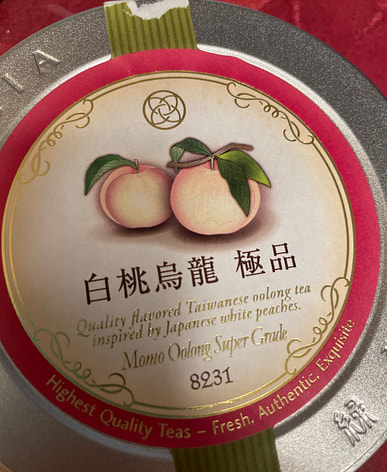 白桃烏龍 極品
Quality flavored Taiwanese oolong tea
inspired by Japanese white peaches.
Momo Oolong Super Grade
8231
Highest Quality Teas – Fresh, Authentic, Exquisite
緑